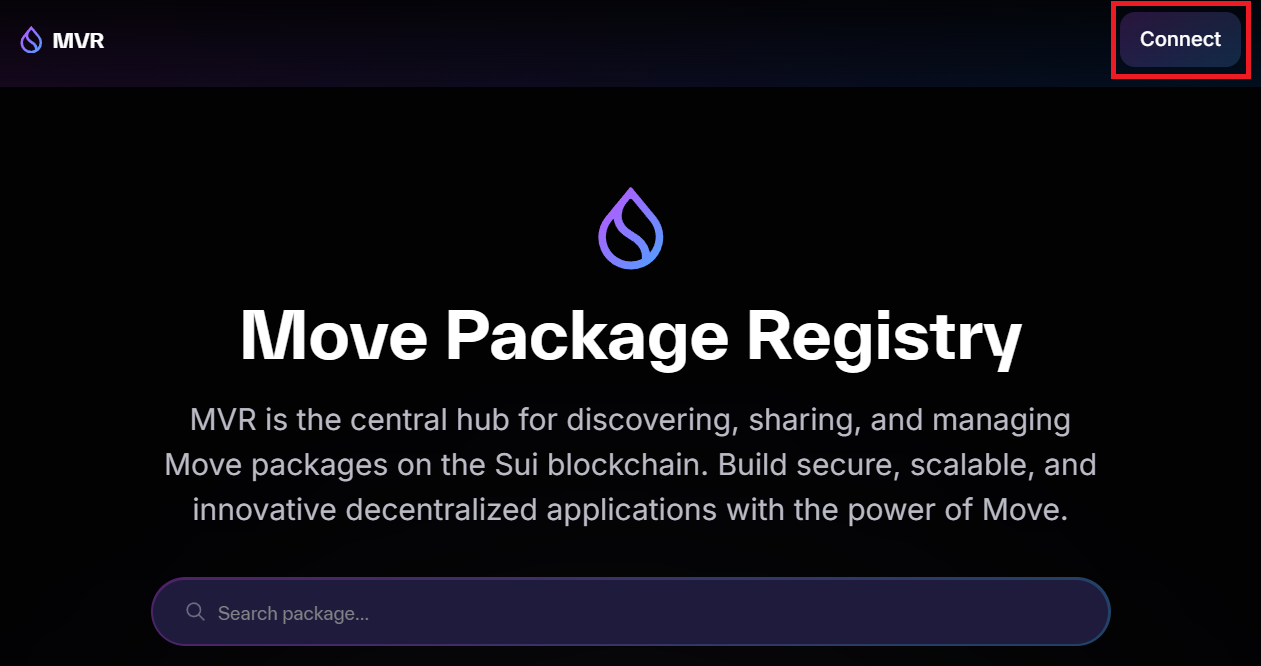 MVR
Connect
Move Package Registry
MVR is the central hub for discovering, sharing, and managing
Move packages on the Sui blockchain. Build secure, scalable, and
innovative decentralized applications with the power of Move.
Search package...